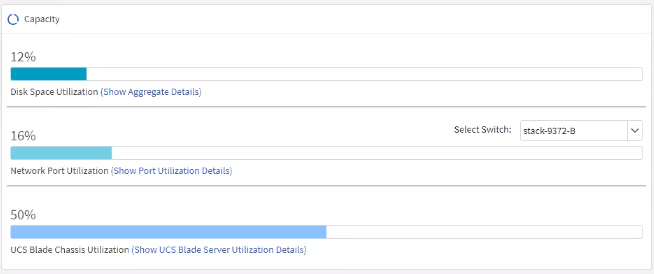 Capacity
12%
Disk Space Utilization (Show Aggregate Details)
16%
Select Switch: stack-9372-B
Network Port Utilization (Show Port Utilization Details)
50%
UCS Blade Chassis Utilization (Show UCS Blade Server Utilization Details)